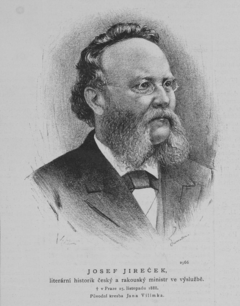 JOSEF JIREČEK,
literární historik český a rakouský ministr ve výslužbě.
† v Praze 25. listopadu 1888.
Původní kresba Jana Vilímka.